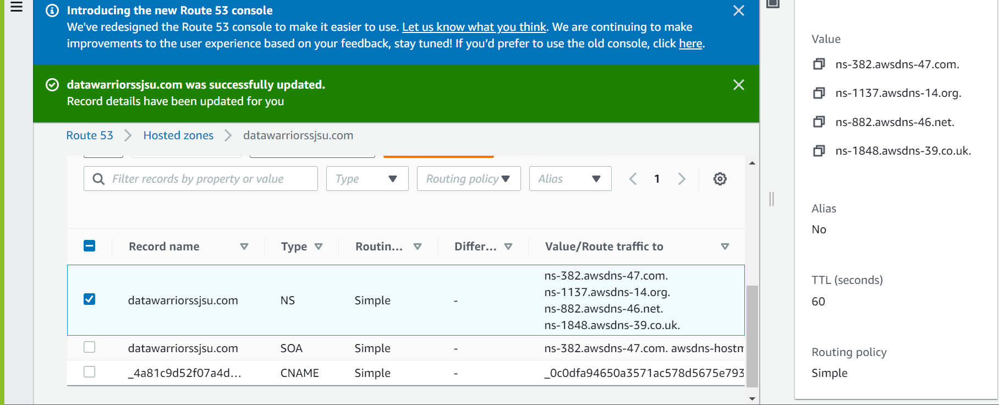 Introducing the new Route 53 console
We've redesigned the Route 53 console to make it easier to use. Let us know what you think. We are continuing to make
improvements to the user experience based on your feedback, stay tuned! If you’d prefer to use the old console, click here.
datawarriorssjsu.com was successfully updated.
Record details have been updated for you
Route 53 Hosted zones datawarriorssjsu.com
Filter records by property or value Type Routing policy Alias 1
Record name Type Routin... Differ... Value/Route traffic to
datawarriorssjsu.com NS Simple - ns-382.awsdns-47.com.
ns-1137.awsdns-14.org.
ns-882.awsdns-46.net.
ns-1848.awsdns-39.co.uk.
datawarriorssjsu.com SOA Simple - ns-382.awsdns-47.com. awsdns-hostm
_4a81c9d52f07a4d... CNAME Simple - _0c0dfa94650a3571ac578d5675e793
Value
ns-382.awsdns-47.com.
ns-1137.awsdns-14.org.
ns-882.awsdns-46.net.
ns-1848.awsdns-39.co.uk.
Alias
No
TTL (seconds)
60
Routing policy
Simple